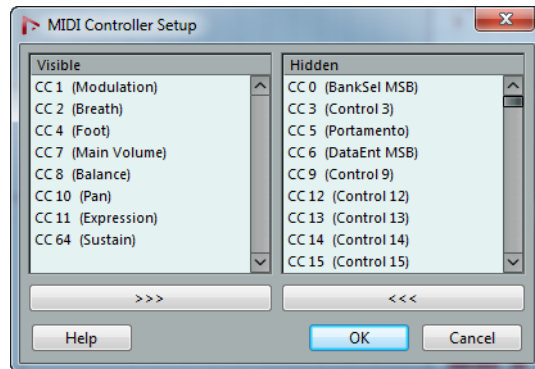 MIDI Controller Setup
Visible
CC 1 (Modulation)
CC 2 (Breath)
CC 4 (Foot)
CC 7 (Main Volume)
CC 8 (Balance)
CC 10 (Pan)
CC 11 (Expression)
CC 64 (Sustain)
>>>
Hidden
CC 0 (BankSel MSB)
CC 3 (Control 3)
CC 5 (Portamento)
CC 6 (DataEnt MSB)
CC 9 (Control 9)
CC 12 (Control 12)
CC 13 (Control 13)
CC 14 (Control 14)
CC 15 (Control 15)
<<<
Help
OK
Cancel